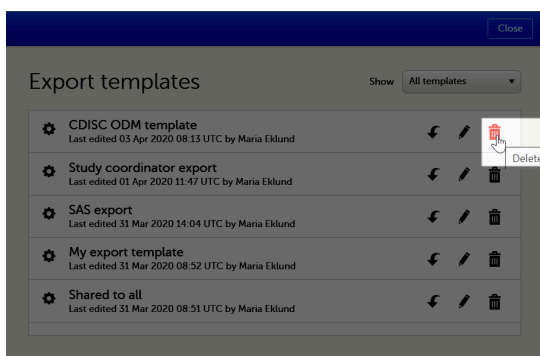 Close
Export templates
Show All templates
CDISC ODM template
Last edited 03 Apr 2020 08:13 UTC by Maria Eklund
Delete
Study coordinator export
Last edited 01 Apr 2020 11:47 UTC by Maria Eklund
SAS export
Last edited 31 Mar 2020 14:04 UTC by Maria Eklund
My export template
Last edited 31 Mar 2020 08:52 UTC by Maria Eklund
Shared to all
Last edited 31 Mar 2020 08:51 UTC by Maria Eklund